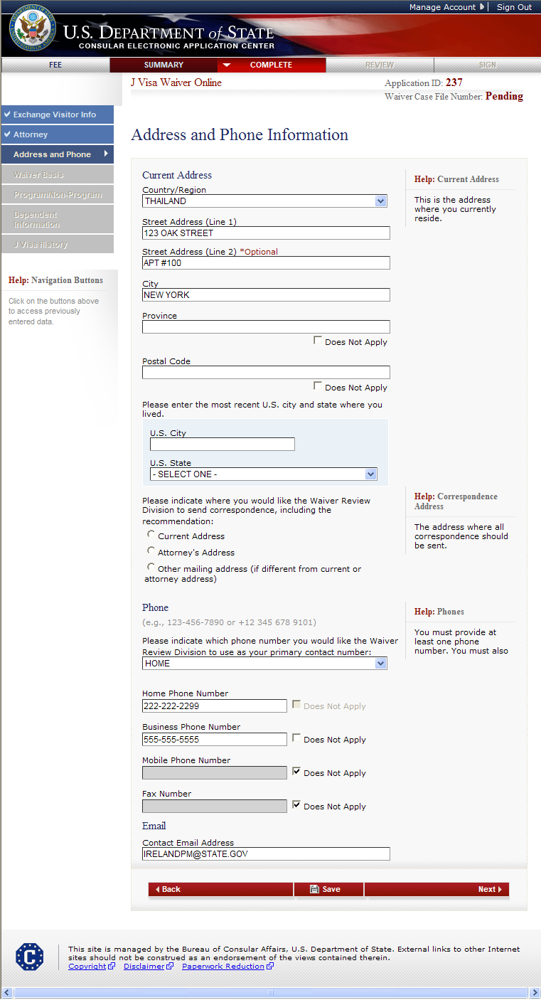 Manage Account | Sign Out
U.S. DEPARTMENT of STATE
CONSULAR ELECTRONIC APPLICATION CENTER
FEE SUMMARY COMPLETE REVIEW SIGN
J Visa Waiver Online
Application ID: 237
Waiver Case File Number: Pending
Exchange Visitor Info
Attorney
Address and Phone
Waiver Basis
Program/Non-Program
Dependent
Information
J Visa History
Help: Navigation Buttons
Click on the buttons above
to access previously
entered data.
Address and Phone Information
Current Address
Country/Region
THAILAND
Street Address (Line 1)
123 OAK STREET
Street Address (Line 2) *Optional
APT #100
City
NEW YORK
Province
Does Not Apply
Postal Code
Does Not Apply
Please enter the most recent U.S. city and state where you
lived.
U.S. City
U.S. State
- SELECT ONE -
Please indicate where you would like the Waiver Review
Division to send correspondence, including the
recommendation:
Current Address
Attorney's Address
Other mailing address (if different from current or
attorney address)
Help: Current Address
This is the address
where you currently
reside.
Help: Correspondence
Address
The address where all
correspondence should
be sent.
Phone
(e.g., 123-456-7890 or +12 345 678 9101)
Please indicate which phone number you would like the Waiver
Review Division to use as your primary contact number:
HOME
Help: Phones
You must provide at
least one phone
number. You must also
Home Phone Number
222-222-2299 Does Not Apply
Business Phone Number
555-555-5555 Does Not Apply
Mobile Phone Number
Does Not Apply
Fax Number
Does Not Apply
Email
Contact Email Address
IRELANDPM@STATE.GOV
Back Save Next
C
This site is managed by the Bureau of Consular Affairs, U.S. Department of State. External links to other Internet
sites should not be construed as an endorsement of the views contained therein.
Copyright Disclaimer Paperwork Reduction